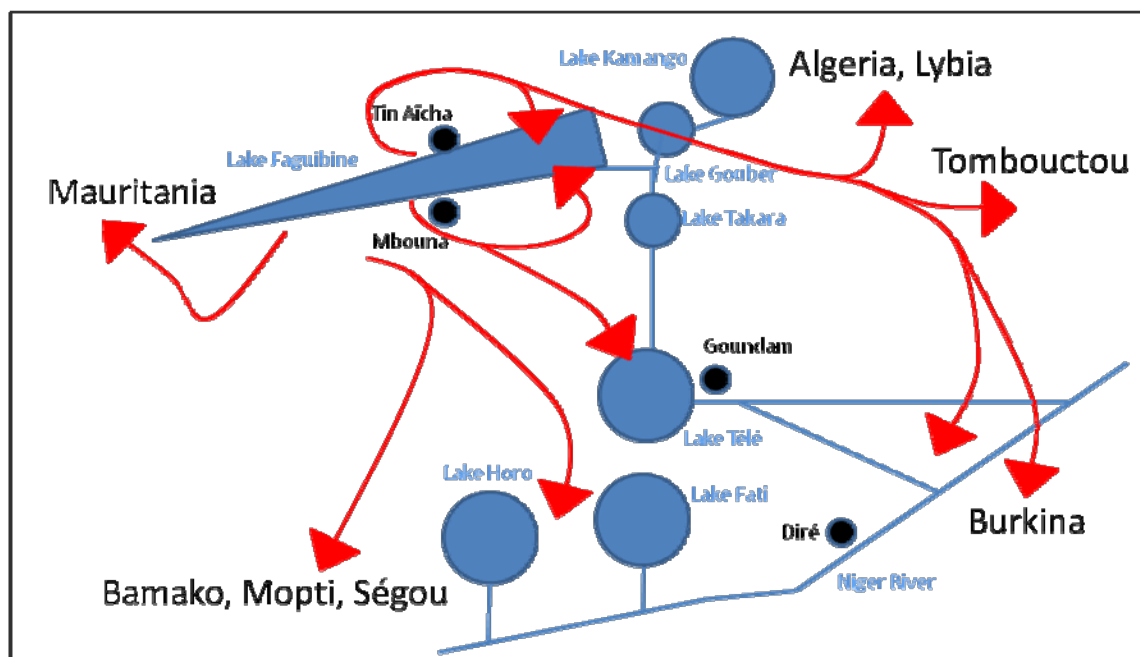 Lake Kamango
Algeria, Lybia
Tin Aïcha
Lake Faguibine
Lake Gouber
Tombouctou
Mauritania
Lake Takara
Mbouna
Goundam
Lake Télé
Lake Horo
Lake Fati
Burkina
Diré
Niger River
Bamako, Mopti, Ségou